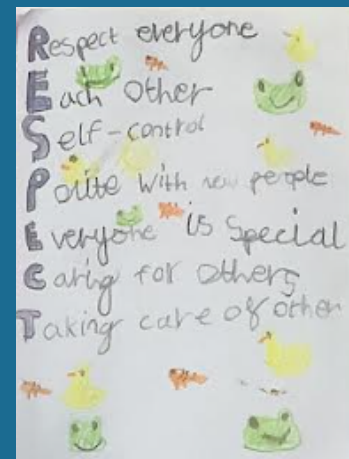 Respect everyone
Each other
Self-control
Polite with new people
Everyone is special
Caring for others
Taking care of other